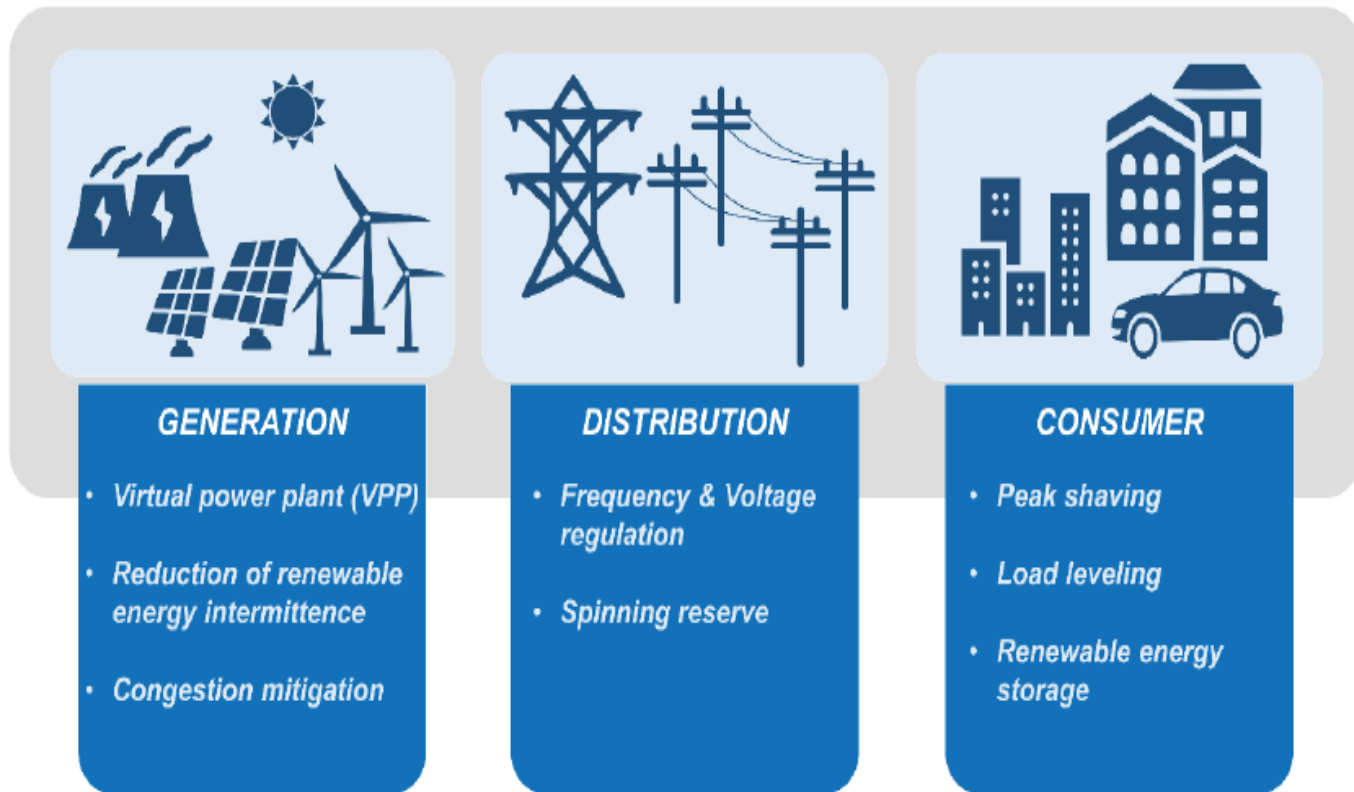 GENERATION
• Virtual power plant (VPP)
• Reduction of renewable
energy intermittence
• Congestion mitigation
DISTRIBUTION
• Frequency & Voltage
regulation
• Spinning reserve
CONSUMER
• Peak shaving
• Load leveling
• Renewable energy
storage